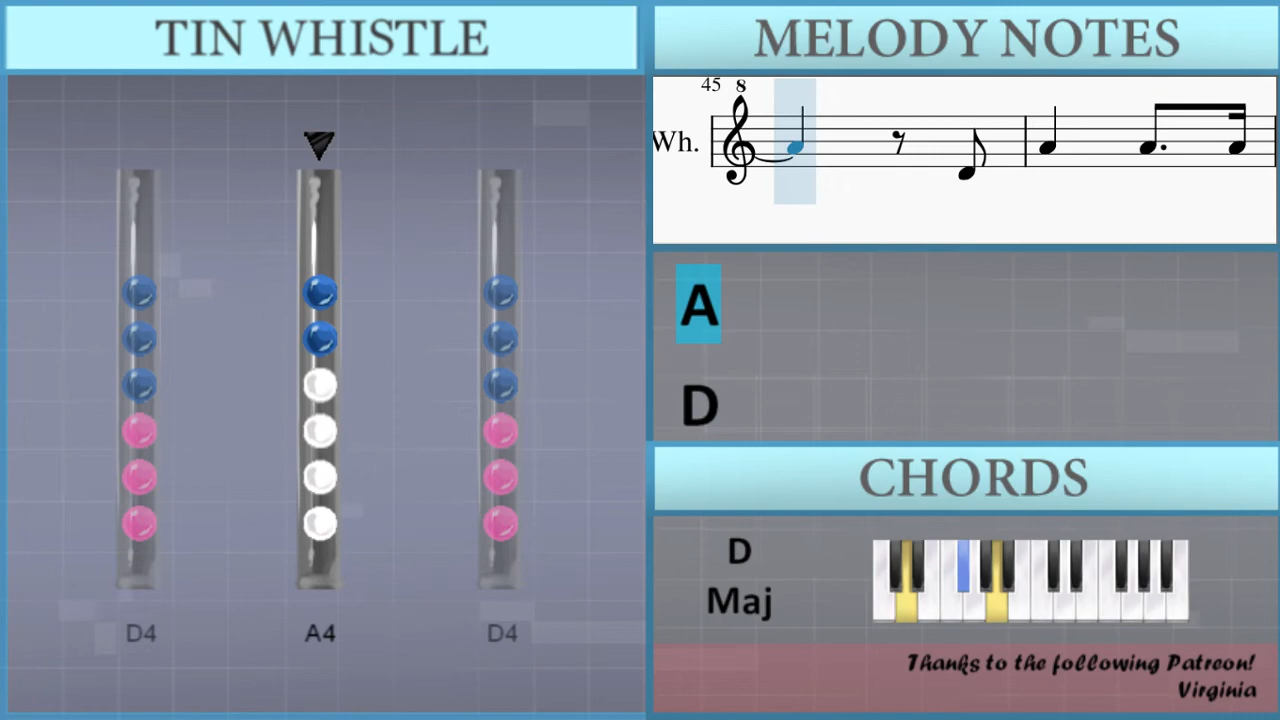 TIN WHISTLE
D4
A4
D4
MELODY NOTES
45
8
Wh.
A
D
CHORDS
D
Maj
Thanks to the following Patreon!
Virginia